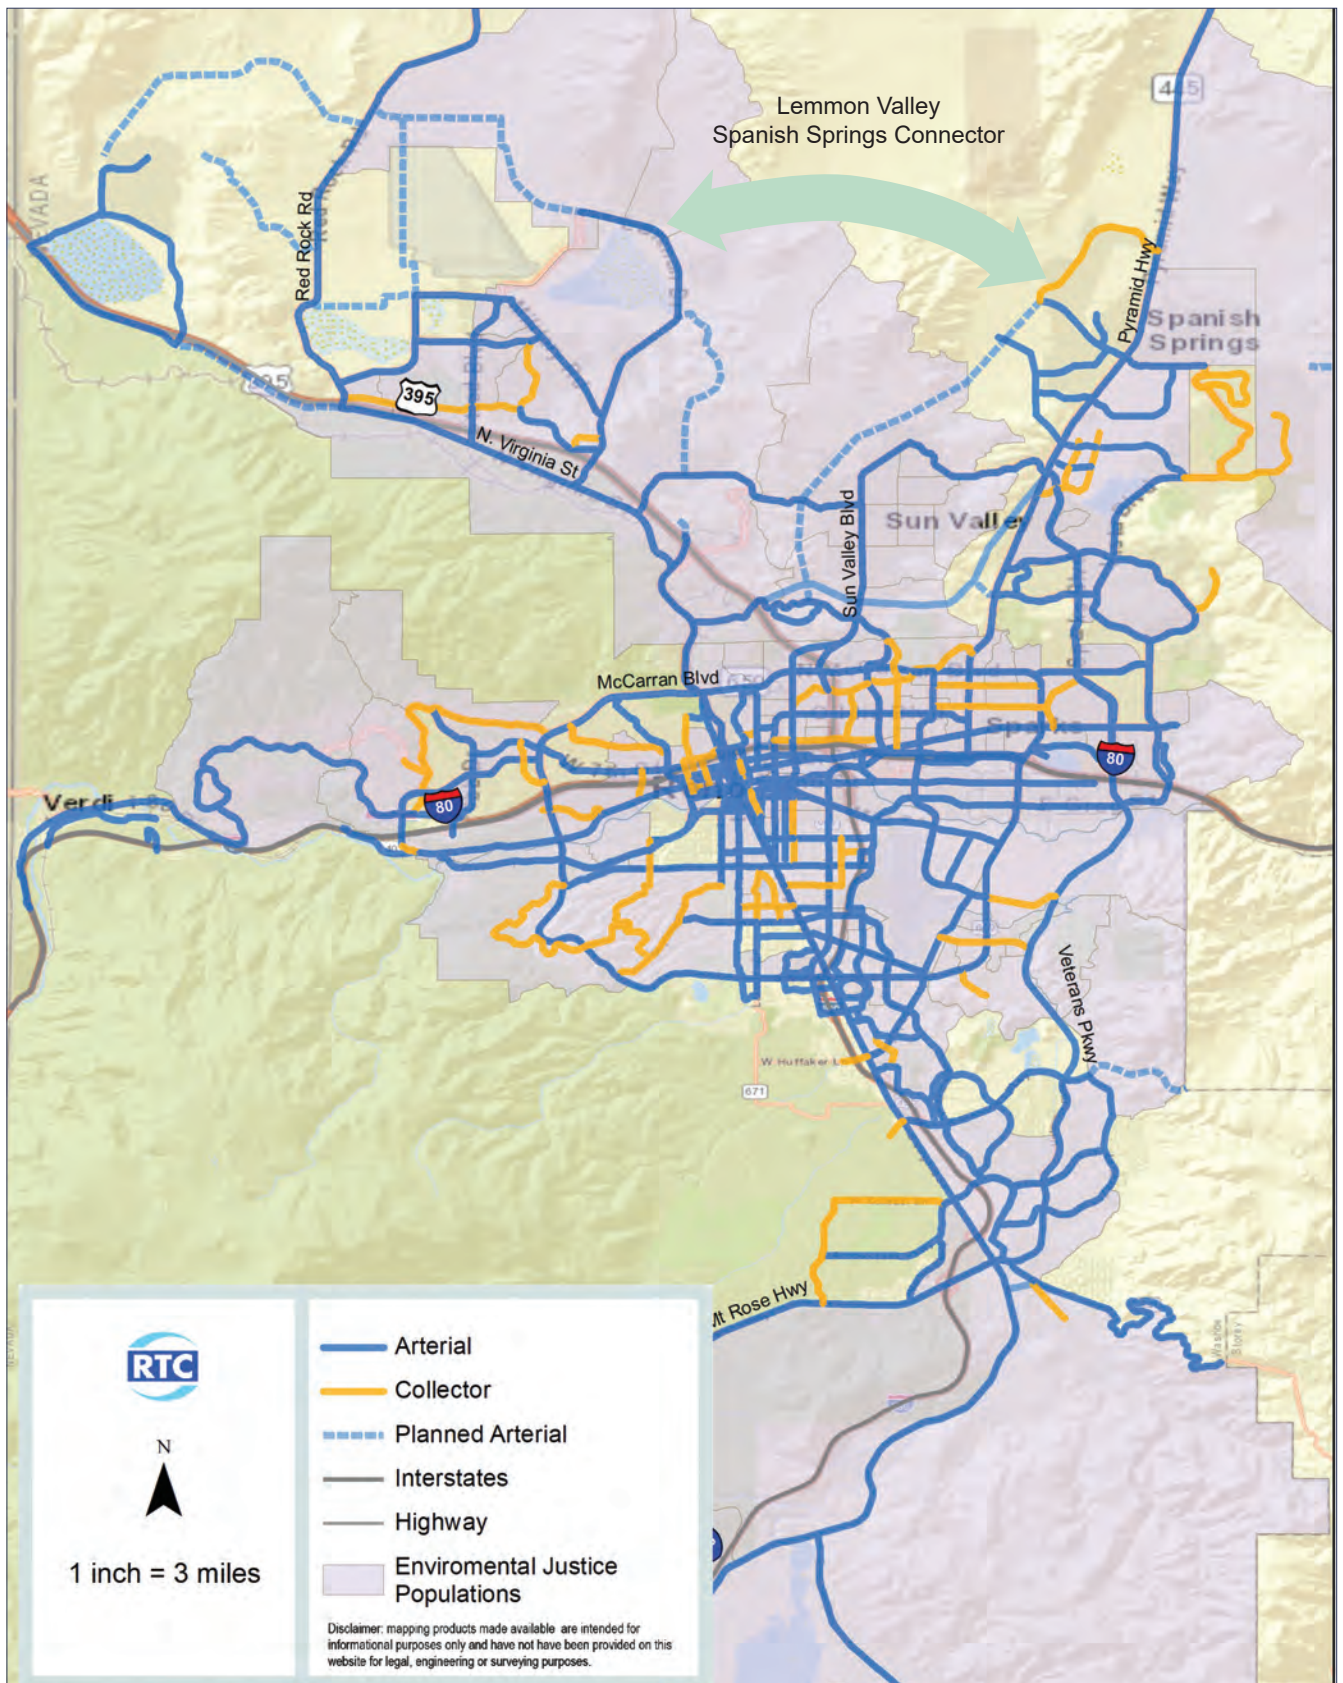 Lemmon Valley
Spanish Springs Connector
445
Red Rock Rd
Pyramid Hwy
Spanish
Springs
395
N. Virginia St
Sun Valley Blvd
Sun Valley
McCarran Blvd
Sparks
80
Verdi
80
Veterans Pkwy
W Huffaker L
671
Mt Rose Hwy
Washoe
Storey
RTC
N
1 inch = 3 miles
Arterial
Collector
Planned Arterial
Interstates
Highway
Enviromental Justice
Populations
Disclaimer: mapping products made available are intended for
informational purposes only and have not have been provided on this
website for legal, engineering or surveying purposes.